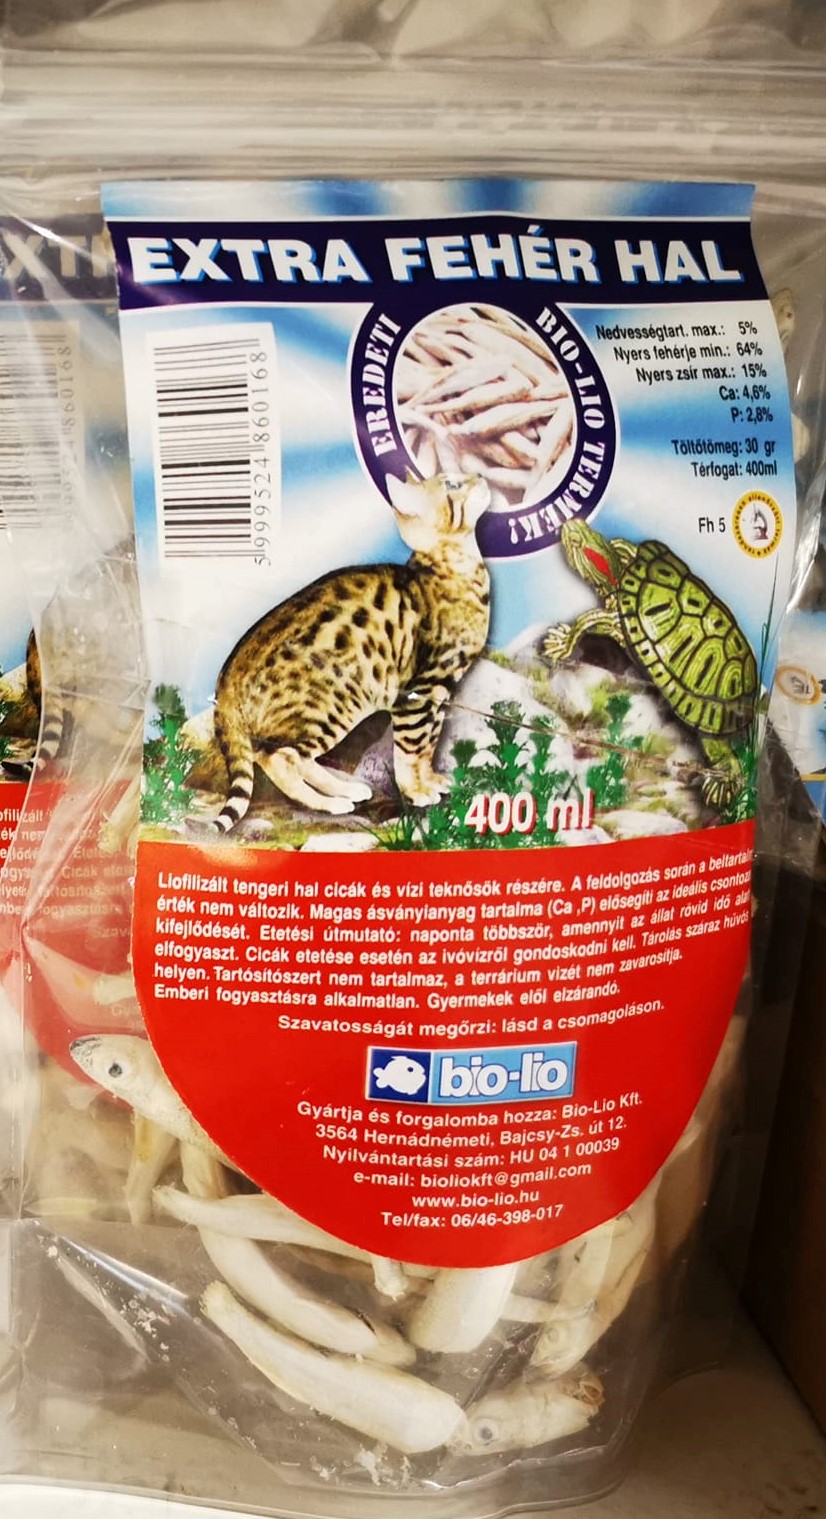 EXTRA FEHÉR HAL
EREDETI BIO-LIO TERMÉK!
Nedvességtart. max.: 5%
Nyers fehérje min.: 64%
Nyers zsír max.: 15%
Ca: 4,6%
P: 2,8%
Töltőtömeg: 30 gr
Térfogat: 400ml
Fh 5
5 999524 860168
400 ml
Liofilizált tengeri hal cicák és vízi teknősök részére. A feldolgozás során a beltartalmi
érték nem változik. Magas ásványianyag tartalma (Ca ,P) elősegíti az ideális csontozat
kifejlődését. Etetési útmutató: naponta többször, amennyit az állat rövid idő alatt
elfogyaszt. Cicák etetése esetén az ivóvízről gondoskodni kell. Tárolás száraz hűvös
helyen. Tartósítószert nem tartalmaz, a terrárium vizét nem zavarosítja.
Emberi fogyasztásra alkalmatlan. Gyermekek elől elzárandó.
Szavatosságát megőrzi: lásd a csomagoláson.
bio-lio
Gyártja és forgalomba hozza: Bio-Lio Kft.
3564 Hernádnémeti, Bajcsy-Zs. út 12.
Nyilvántartási szám: HU 04 1 00039
e-mail: bioliokft@gmail.com
www.bio-lio.hu
Tel/fax: 06/46-398-017